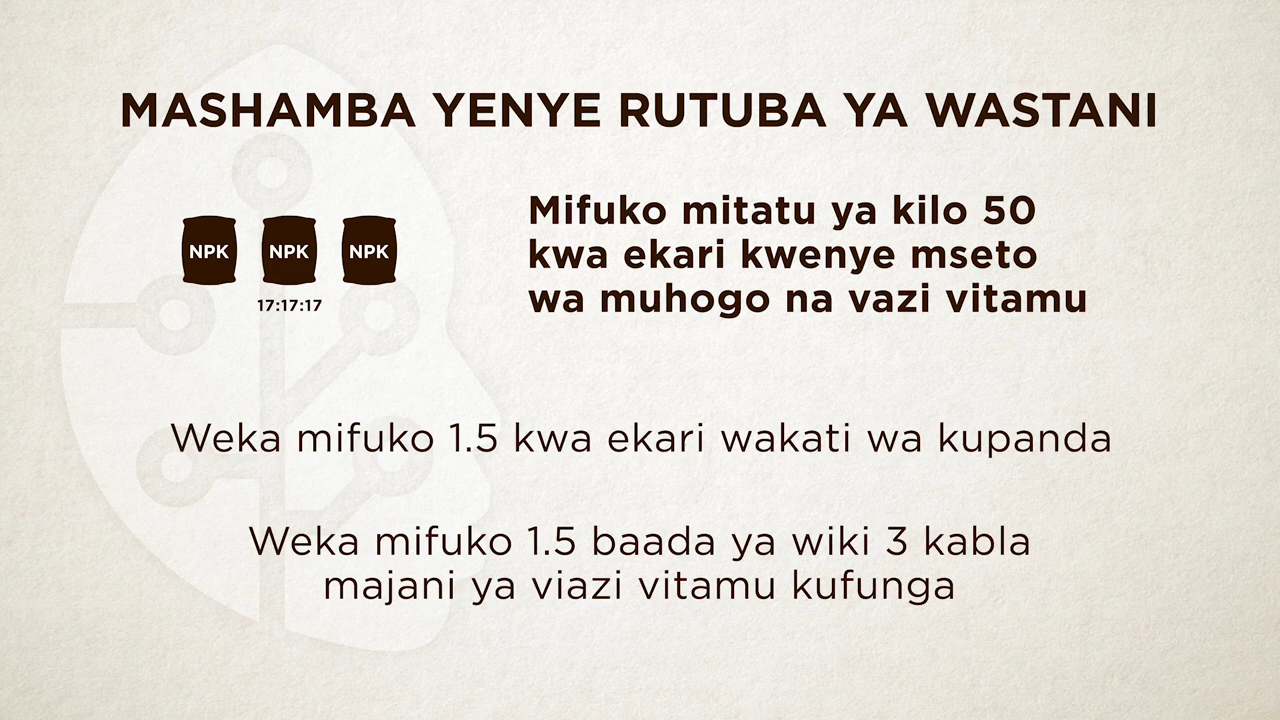 MASHAMBA YENYE RUTUBA YA WASTANI
NPK NPK NPK
17:17:17
Mifuko mitatu ya kilo 50
kwa ekari kwenye mseto
wa muhogo na vazi vitamu
Weka mifuko 1.5 kwa ekari wakati wa kupanda
Weka mifuko 1.5 baada ya wiki 3 kabla
majani ya viazi vitamu kufunga